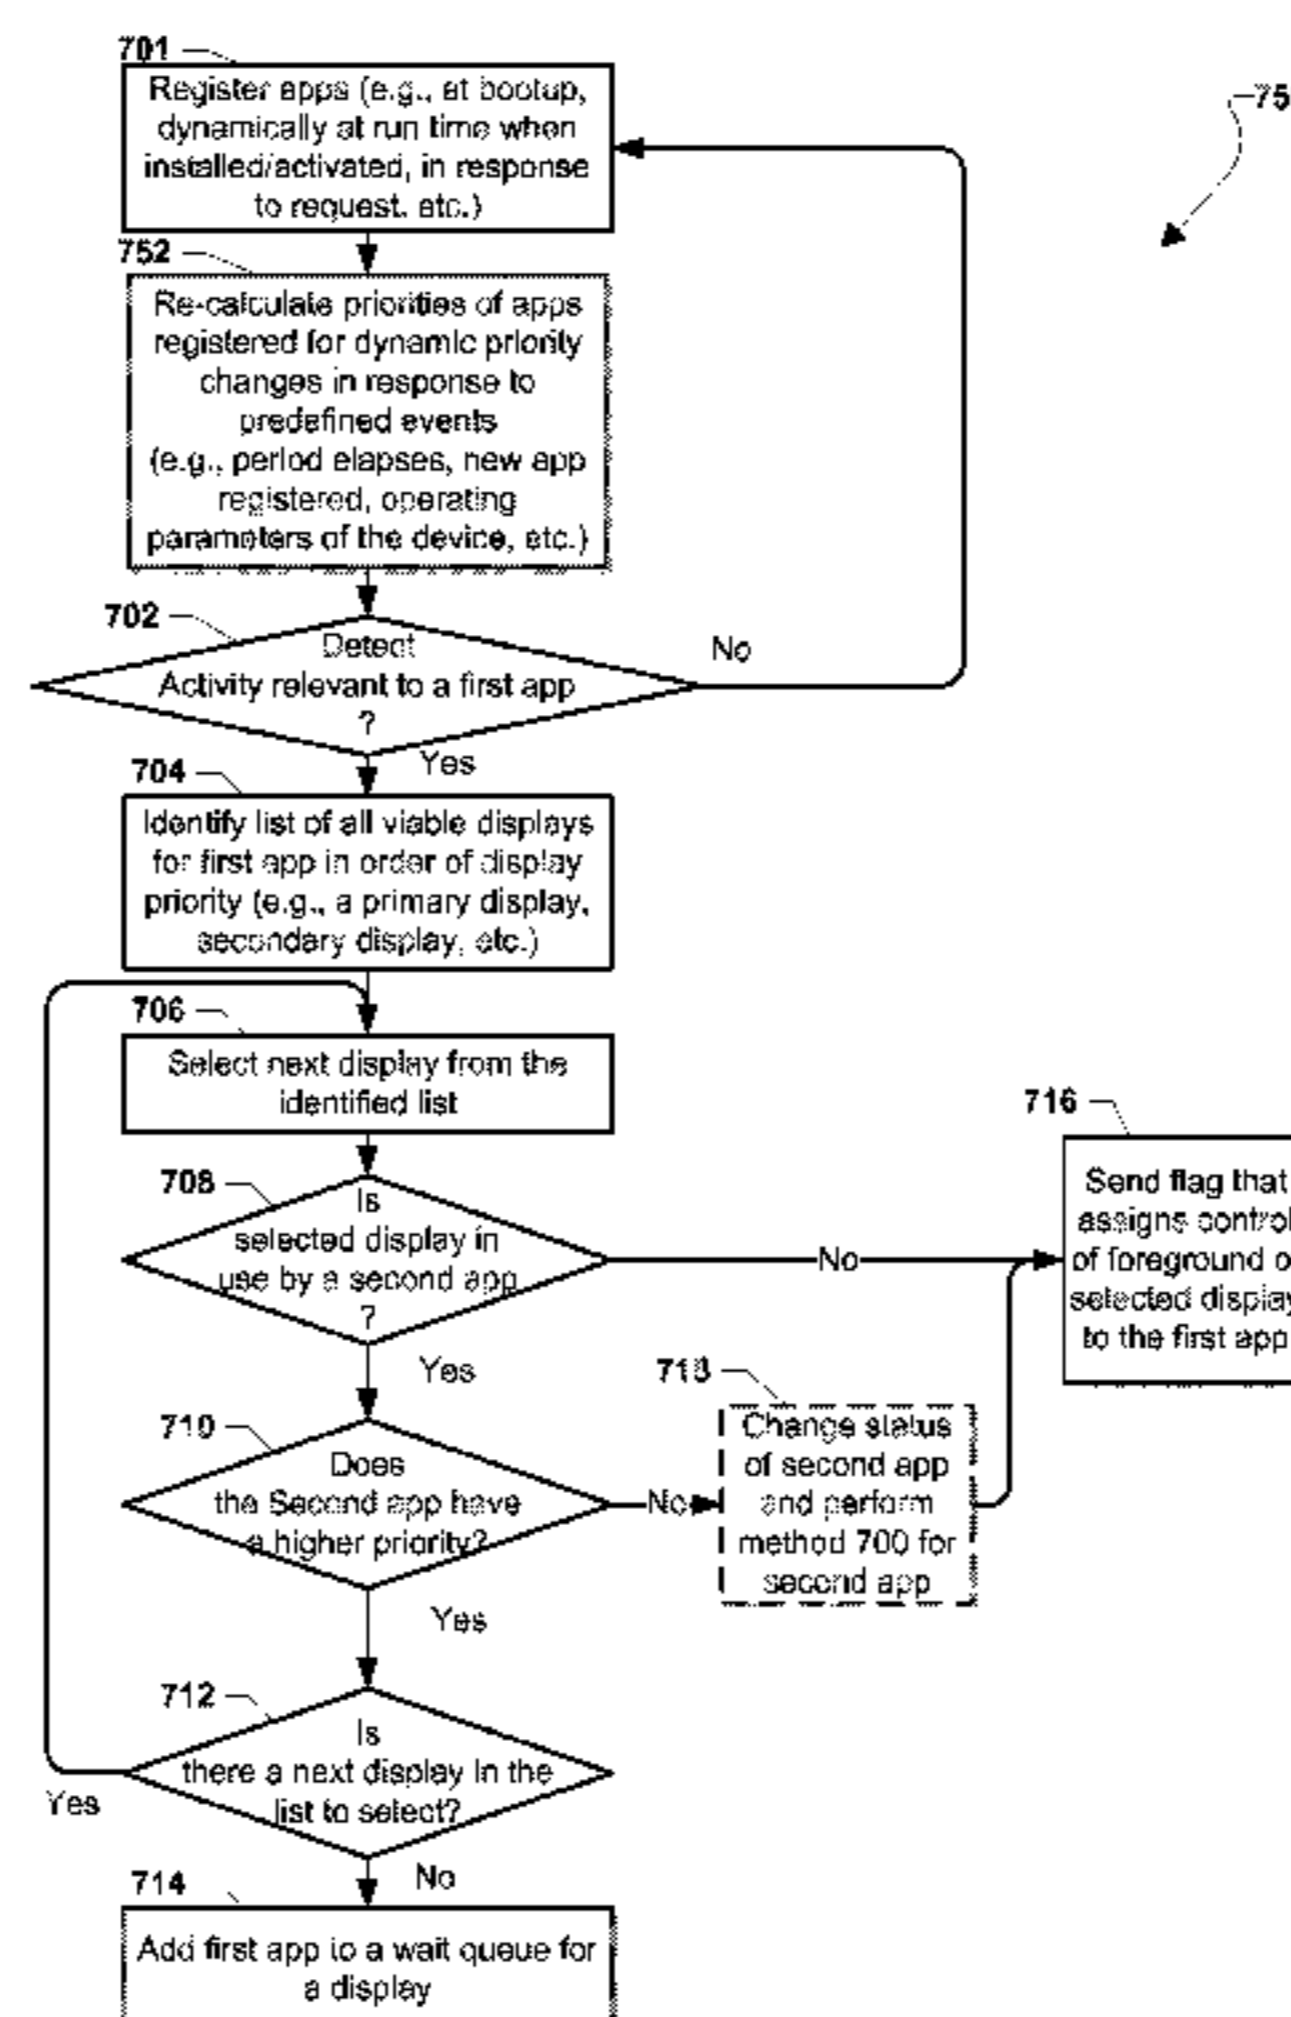 701
Register apps (e.g., at bootup,
dynamically at run time when
installed/activated, in response
to request, etc.)
75
752
Re-calculate priorities of apps
registered for dynamic priority
changes in response to
predefined events
(e.g., period elapses, new app
registered, operating
parameters of the device, etc.)
702
Detect
Activity relevant to a first app
?
No
Yes
704
Identify list of all viable displays
for first app in order of display
priority (e.g., a primary display,
secondary display, etc.)
706
Select next display from the
identified list
708
Is
selected display in
use by a second app
?
No
Yes
716
Send flag that
assigns control
of foreground o
selected display
to the first app
710
Does
the Second app have
a higher priority?
No
Yes
Change status
of second app
and perform
method 700 for
second app
712
Is
there a next display in the
list to select?
Yes
No
714
Add first app to a wait queue for
a display